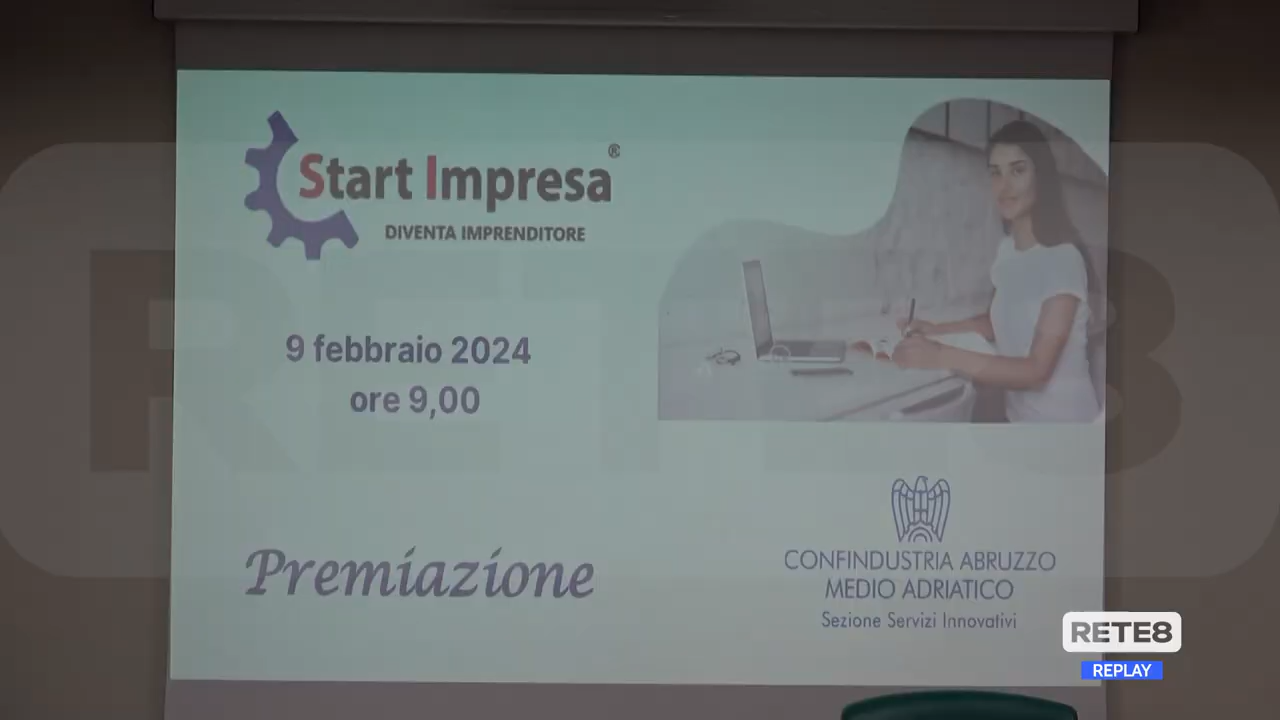 Start Impresa®
DIVENTA IMPRENDITORE
9 febbraio 2024
ore 9,00
Premiazione
CONFINDUSTRIA ABRUZZO
MEDIO ADRIATICO
Sezione Servizi Innovativi
RETE8
RETE8
REPLAY